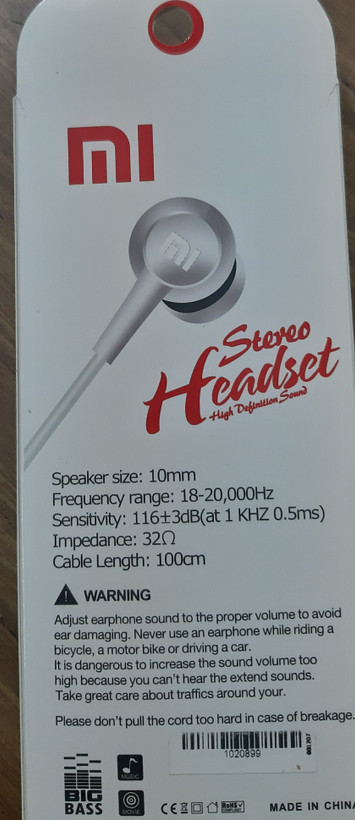 mi
mi
Stereo
Headset
High Definition Sound
Speaker size: 10mm
Frequency range: 18-20,000Hz
Sensitivity: 116±3dB(at 1 KHZ 0.5ms)
Impedance: 32Ω
Cable Length: 100cm
WARNING
Adjust earphone sound to the proper volume to avoid
ear damaging. Never use an earphone while riding a
bicycle, a motor bike or driving a car.
It is dangerous to increase the sound volume too
high because you can't hear the extend sounds.
Take great care about traffics around your.
Please don't pull the cord too hard in case of breakage.
1020899
BIG
BASS
MUSIC
MOVIE
CE
RoHS
MADE IN CHINA